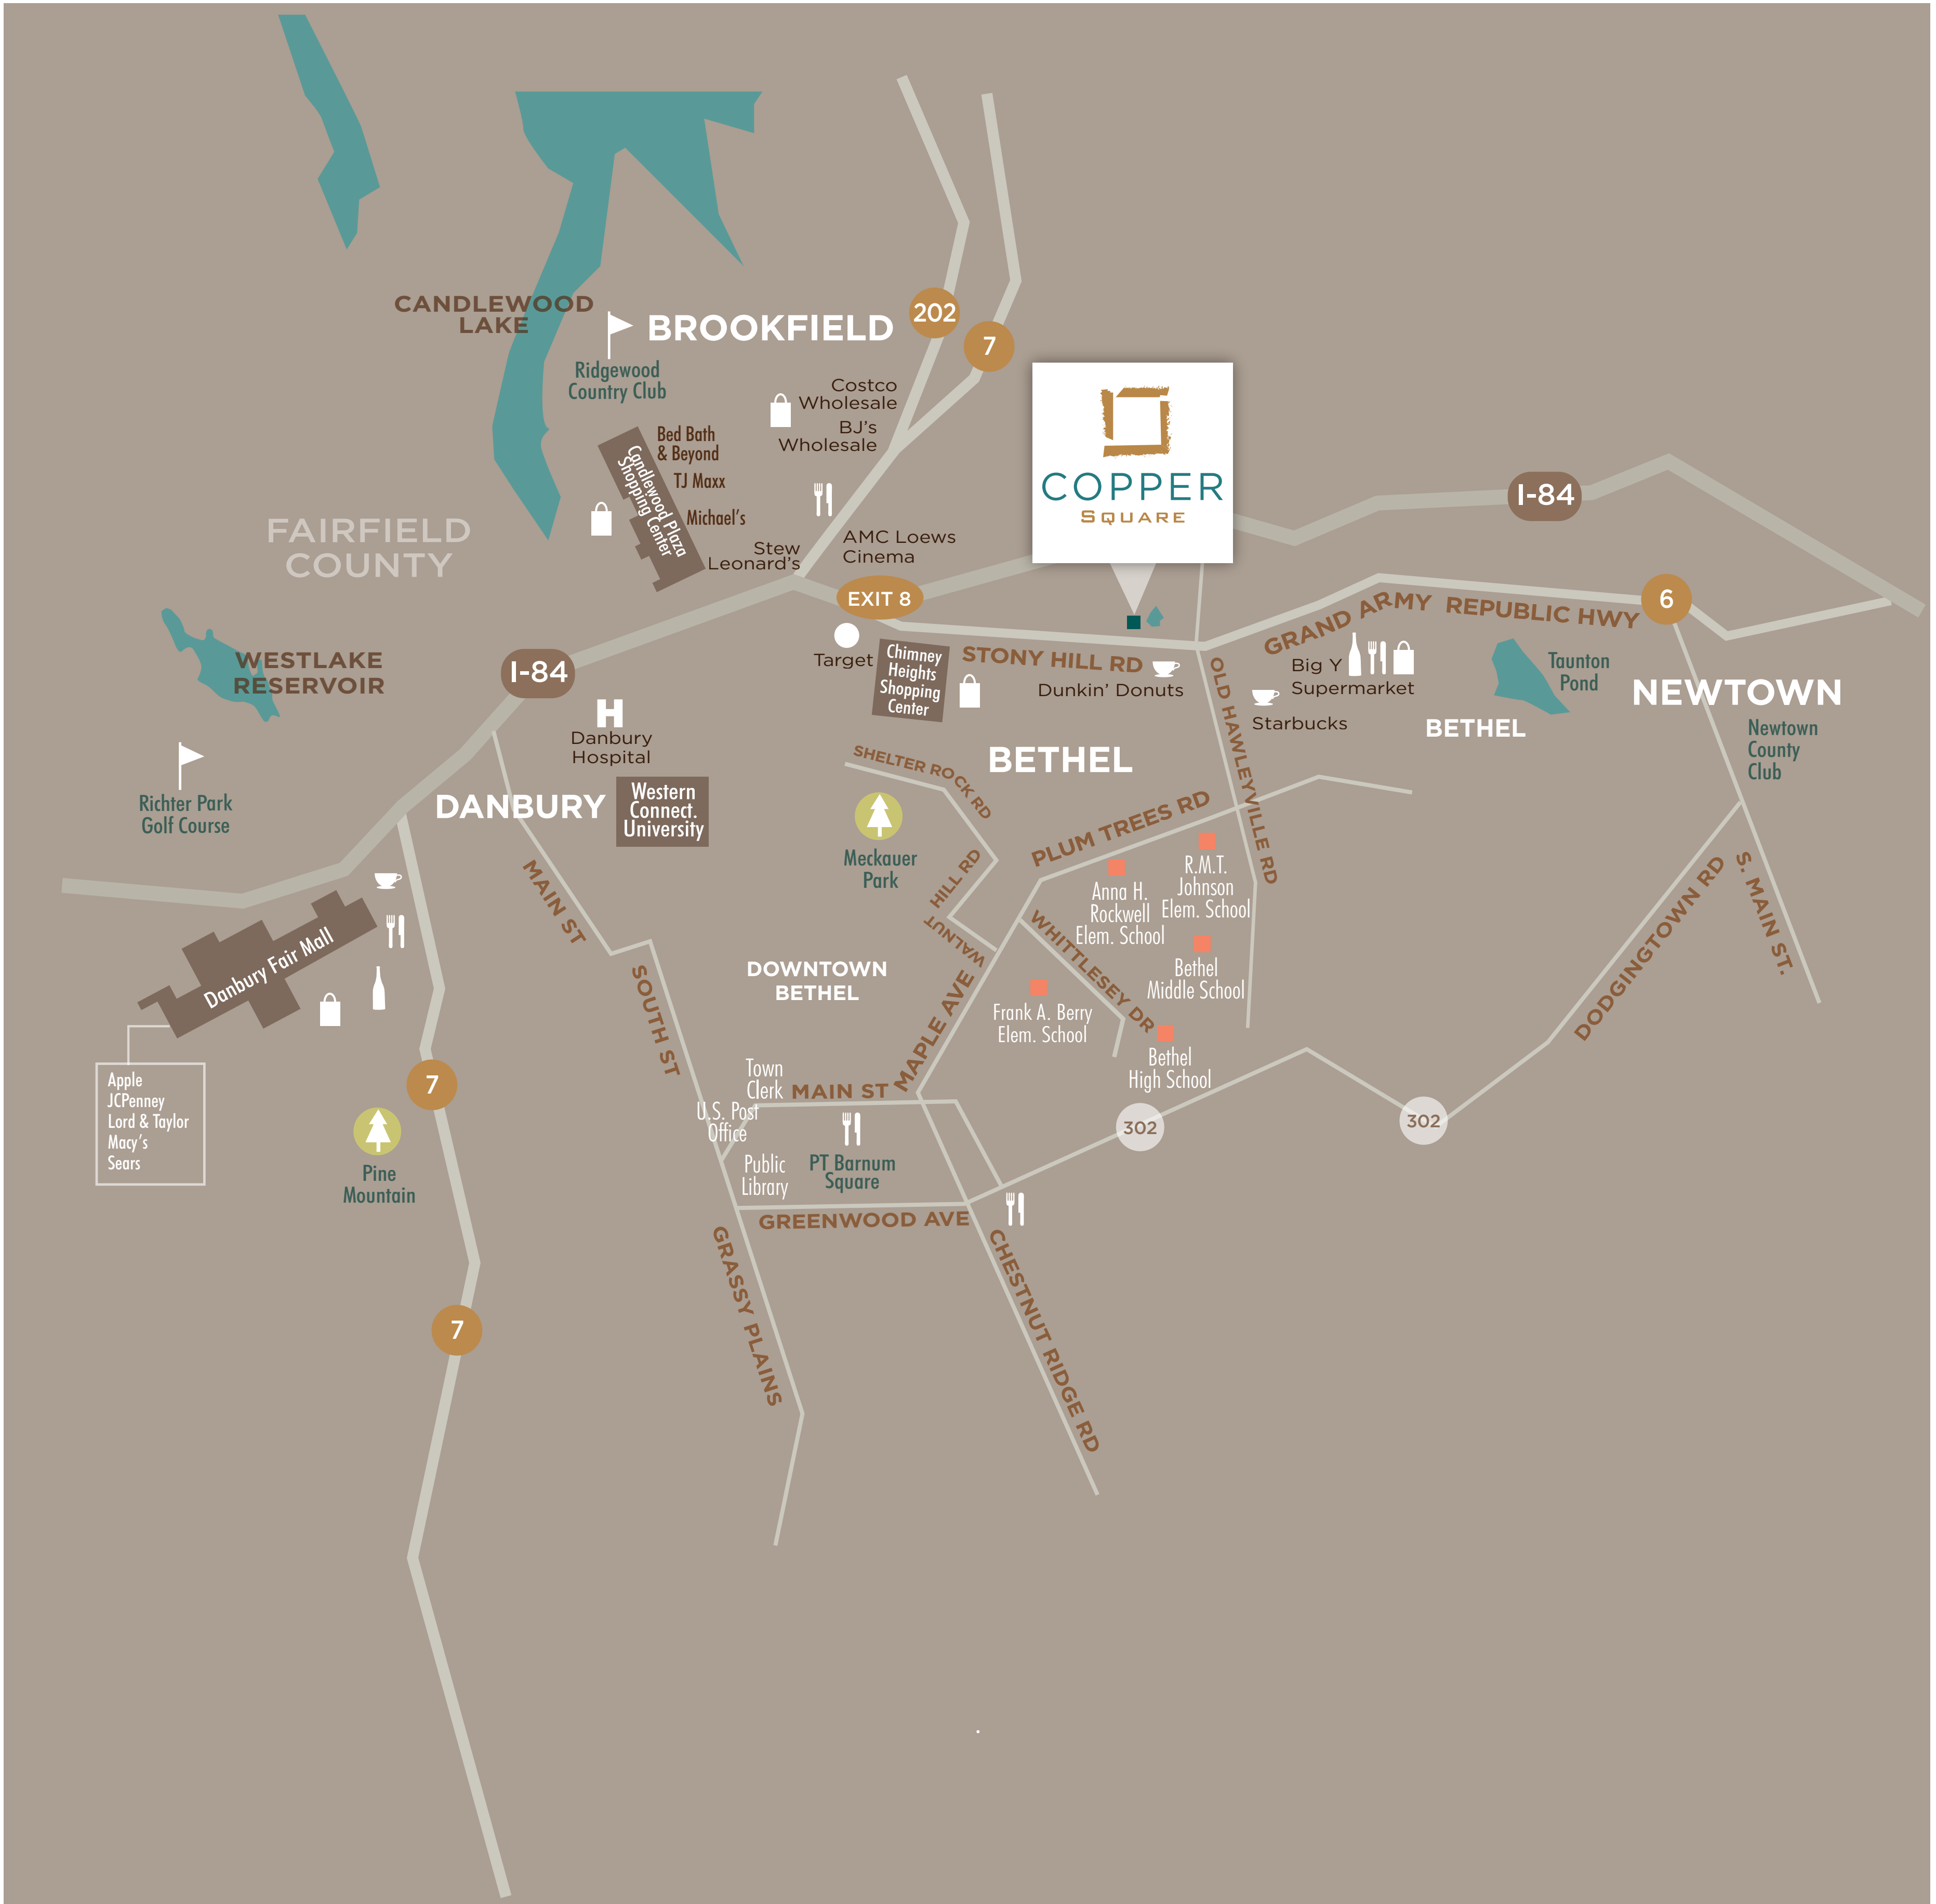 CANDLEWOOD
LAKE
BROOKFIELD
202
7
Ridgewood
Country Club
Costco
Wholesale
BJ's
Wholesale
Bed Bath
& Beyond
TJ Maxx
Michael's
Candlewood Plaza
Shopping Center
Stew
Leonard's
AMC Loews
Cinema
COPPER
SQUARE
I-84
FAIRFIELD
COUNTY
EXIT 8
6
GRAND ARMY REPUBLIC HWY
WESTLAKE
RESERVOIR
I-84
Target
Chimney
Heights
Shopping
Center
STONY HILL RD
Dunkin' Donuts
OLD HAWLEYVILLE RD
Big Y
Supermarket
Starbucks
Taunton
Pond
NEWTOWN
BETHEL
Newtown
County
Club
H
Danbury
Hospital
BETHEL
SHELTER ROCK RD
Richter Park
Golf Course
DANBURY
Western
Connect.
University
Meckauer
Park
PLUM TREES RD
R.M.T.
Johnson
Elem. School
Anna H.
Rockwell
Elem. School
MAIN ST
WALNUT
HILL RD
WHITTLESEY DR
Bethel
Middle School
DODGINGTOWN RD
S. MAIN ST.
Danbury Fair Mall
DOWNTOWN
BETHEL
SOUTH ST
MAPLE AVE
Frank A. Berry
Elem. School
Bethel
High School
Apple
JCPenney
Lord & Taylor
Macy's
Sears
7
Town
Clerk
MAIN ST
U.S. Post
Office
302
302
Pine
Mountain
Public
Library
PT Barnum
Square
GREENWOOD AVE
GRASSY PLAINS
CHESTNUT RIDGE RD
7